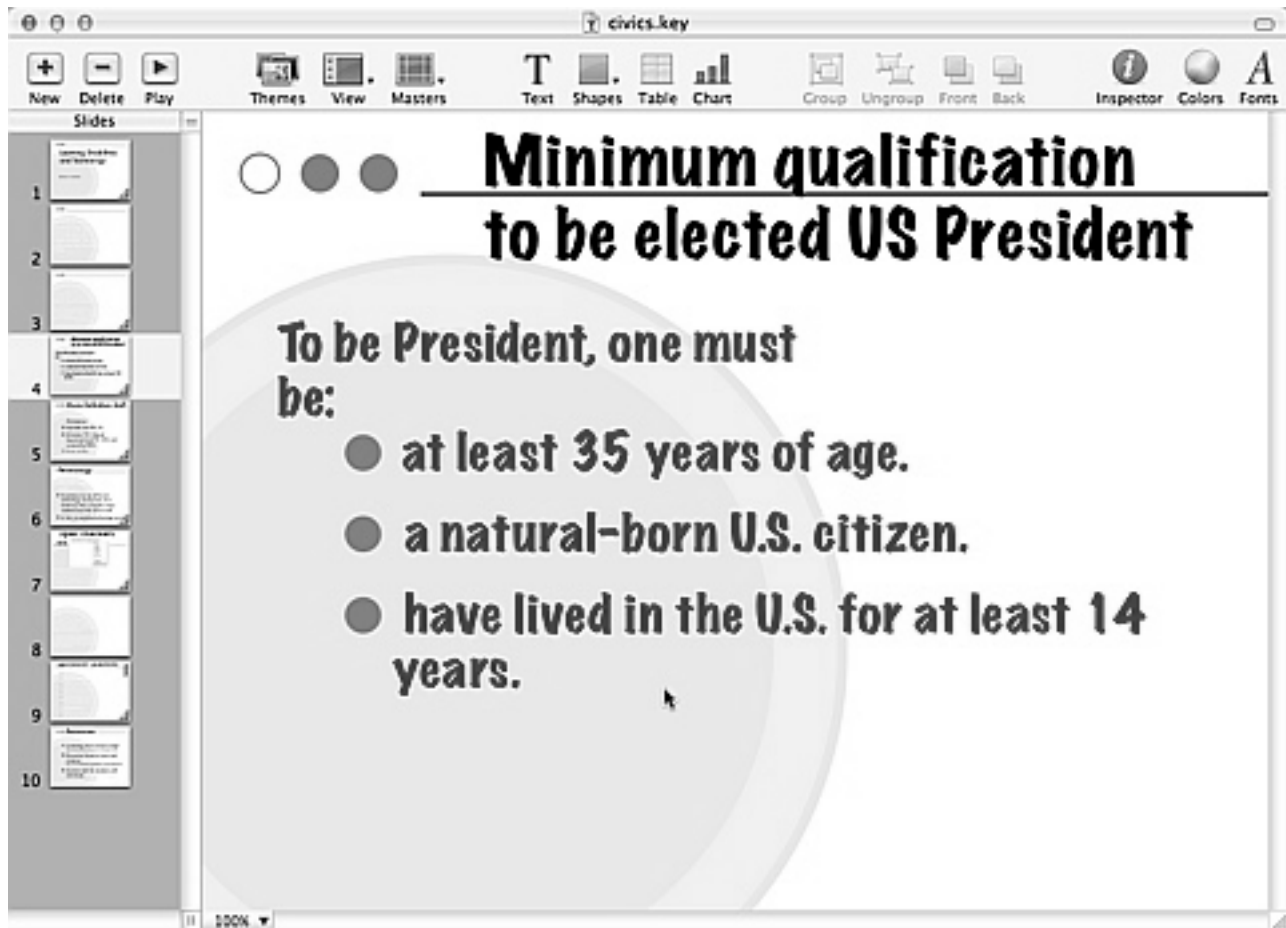 civics.key
New Delete Play Themes View Masters Text Shapes Table Chart Group Ungroup Front Back Inspector Colors Fonts
Slides
1
2
3
4
5
6
7
8
9
10
Minimum qualification
to be elected US President
To be President, one must
be:
at least 35 years of age.
a natural-born U.S. citizen.
have lived in the U.S. for at least 14
years.
100%